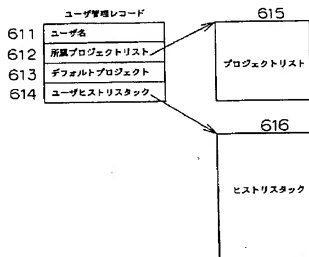 ユーザ管理レコード
611 ユーザ名
612 所属プロジェクトリスト
613 デフォルトプロジェクト
614 ユーザヒストリスタック
615
プロジェクトリスト
616
ヒストリスタック